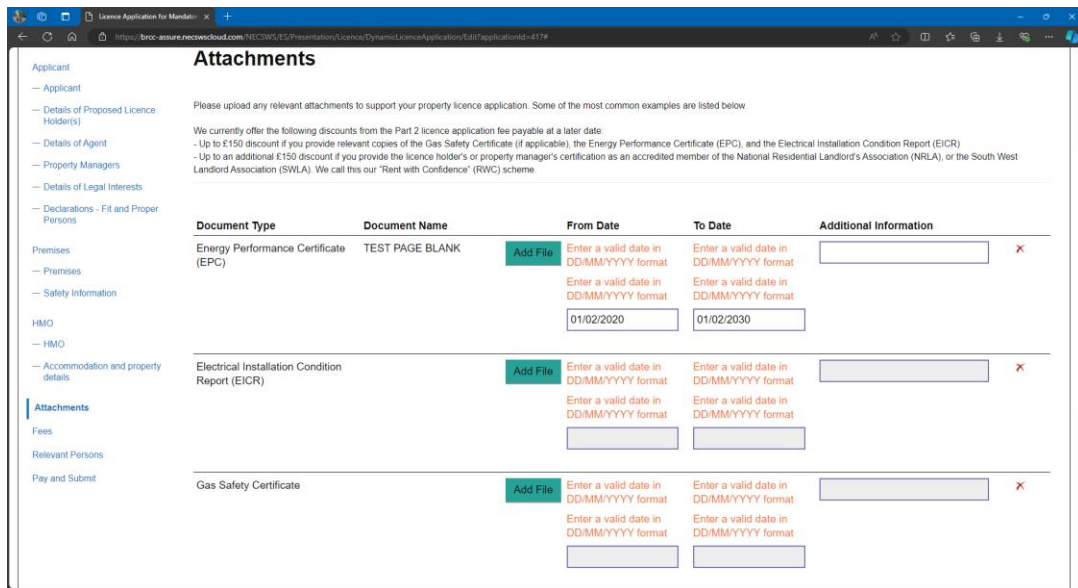 Licence Application for Mandator
https://brcc-assure.necswscloud.com/NECSWS/ES/Presentation/Licence/DynamicLicenceApplication/Edit?applicationId=417#
Applicant
— Applicant
— Details of Proposed Licence
Holder(s)
— Details of Agent
— Property Managers
— Details of Legal Interests
— Declarations - Fit and Proper
Persons
Premises
— Premises
— Safety Information
HMO
— HMO
— Accommodation and property
details
Attachments
Fees
Relevant Persons
Pay and Submit
Attachments
Please upload any relevant attachments to support your property licence application. Some of the most common examples are listed below.
We currently offer the following discounts from the Part 2 licence application fee payable at a later date:
- Up to £150 discount if you provide relevant copies of the Gas Safety Certificate (if applicable), the Energy Performance Certificate (EPC), and the Electrical Installation Condition Report (EICR)
- Up to an additional £150 discount if you provide the licence holder's or property manager's certification as an accredited member of the National Residential Landlord's Association (NRLA), or the South West
Landlord Association (SWLA). We call this our "Rent with Confidence" (RWC) scheme.
Document Type Document Name From Date To Date Additional Information
Energy Performance Certificate TEST PAGE BLANK Add File Enter a valid date in Enter a valid date in
(EPC) DD/MM/YYYY format DD/MM/YYYY format
Enter a valid date in Enter a valid date in
DD/MM/YYYY format DD/MM/YYYY format
01/02/2020 01/02/2030
Electrical Installation Condition Add File Enter a valid date in Enter a valid date in
Report (EICR) DD/MM/YYYY format DD/MM/YYYY format
Enter a valid date in Enter a valid date in
DD/MM/YYYY format DD/MM/YYYY format
Gas Safety Certificate Add File Enter a valid date in Enter a valid date in
DD/MM/YYYY format DD/MM/YYYY format
Enter a valid date in Enter a valid date in
DD/MM/YYYY format DD/MM/YYYY format